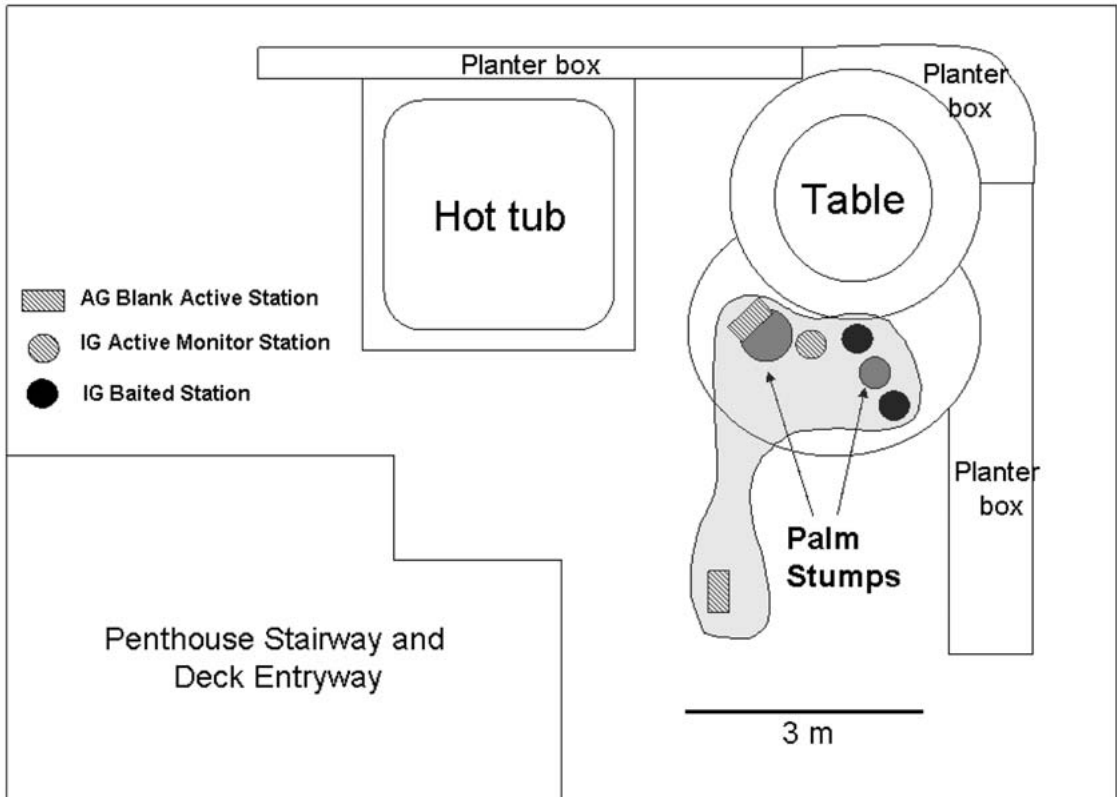 Planter box
Planter
box
Hot tub
Table
AG Blank Active Station
IG Active Monitor Station
IG Baited Station
Planter
box
Palm
Stumps
Penthouse Stairway and
Deck Entryway
3 m